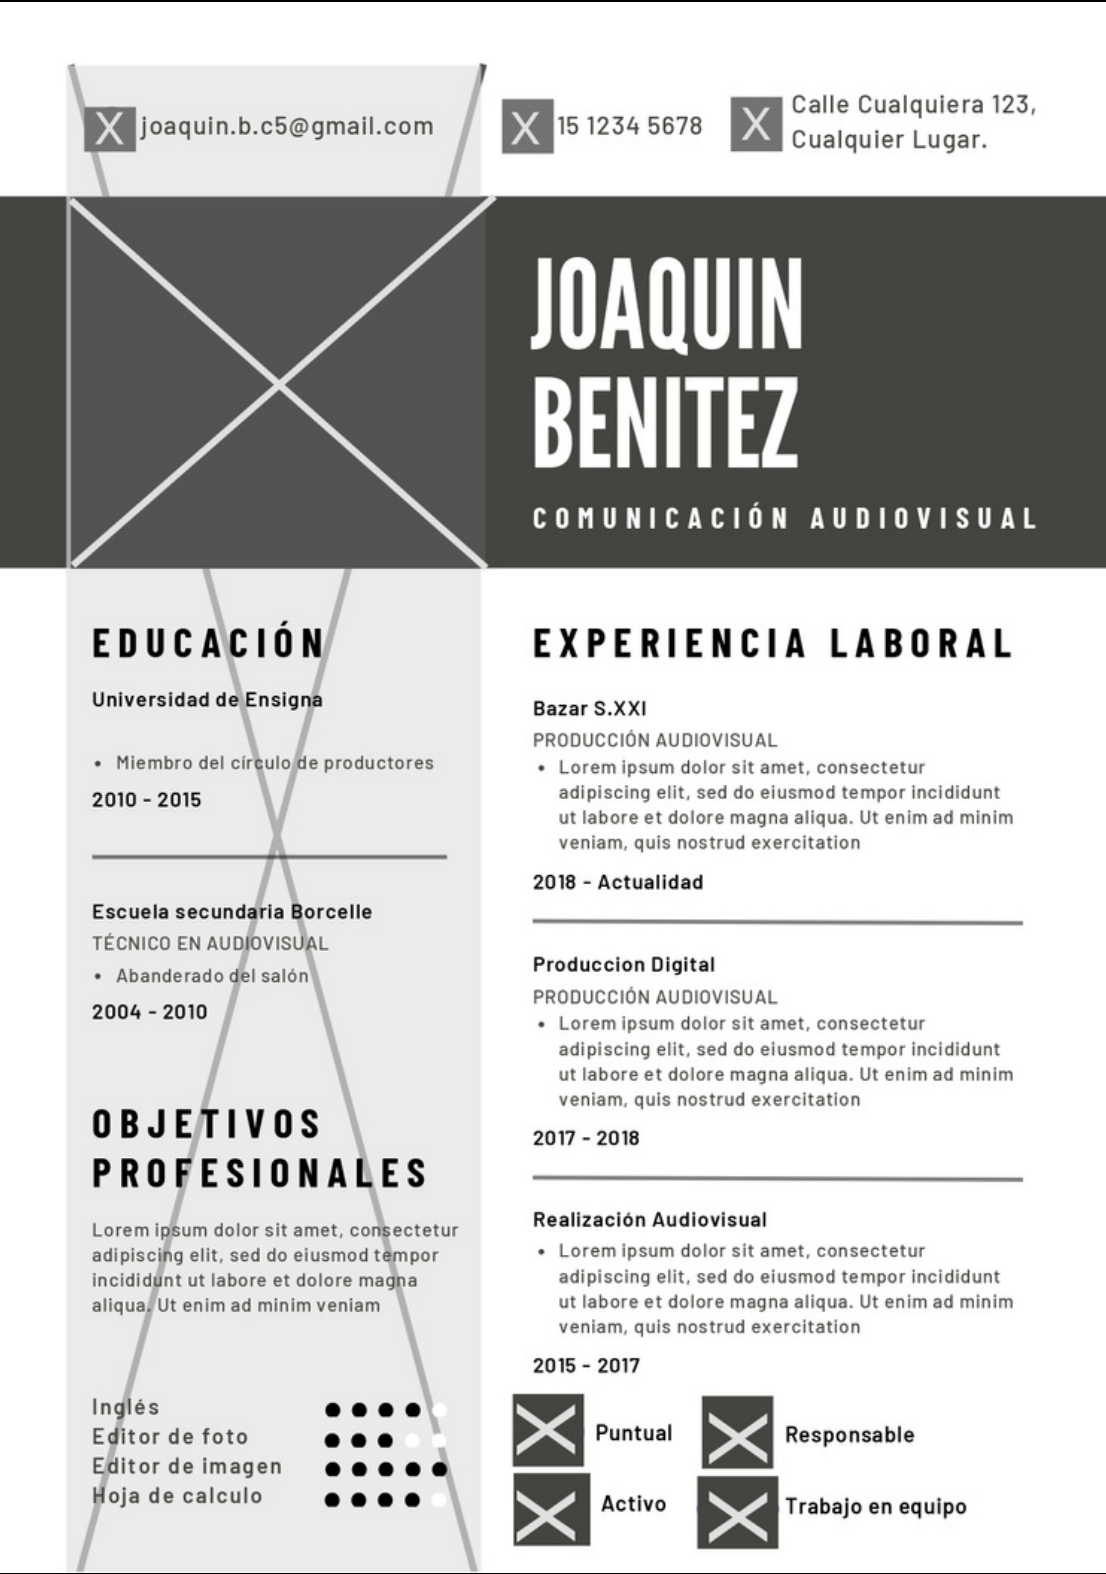 joaquin.b.c5@gmail.com
15 1234 5678
Calle Cualquiera 123,
Cualquier Lugar.
JOAQUIN
BENITEZ
COMUNICACIÓN AUDIOVISUAL
EDUCACIÓN
Universidad de Ensigna
• Miembro del círculo de productores
2010 - 2015
Escuela secundaria Borcelle
TÉCNICO EN AUDIOVISUAL
• Abanderado del salón
2004 - 2010
OBJETIVOS
PROFESIONALES
Lorem ipsum dolor sit amet, consectetur
adipiscing elit, sed do eiusmod tempor
incididunt ut labore et dolore magna
aliqua. Ut enim ad minim veniam
Inglés
Editor de foto
Editor de imagen
Hoja de calculo
EXPERIENCIA LABORAL
Bazar S.XXI
PRODUCCIÓN AUDIOVISUAL
• Lorem ipsum dolor sit amet, consectetur
adipiscing elit, sed do eiusmod tempor incididunt
ut labore et dolore magna aliqua. Ut enim ad minim
veniam, quis nostrud exercitation
2018 - Actualidad
Produccion Digital
PRODUCCIÓN AUDIOVISUAL
• Lorem ipsum dolor sit amet, consectetur
adipiscing elit, sed do eiusmod tempor incididunt
ut labore et dolore magna aliqua. Ut enim ad minim
veniam, quis nostrud exercitation
2017 - 2018
Realización Audiovisual
• Lorem ipsum dolor sit amet, consectetur
adipiscing elit, sed do eiusmod tempor incididunt
ut labore et dolore magna aliqua. Ut enim ad minim
veniam, quis nostrud exercitation
2015 - 2017
Puntual
Responsable
Activo
Trabajo en equipo